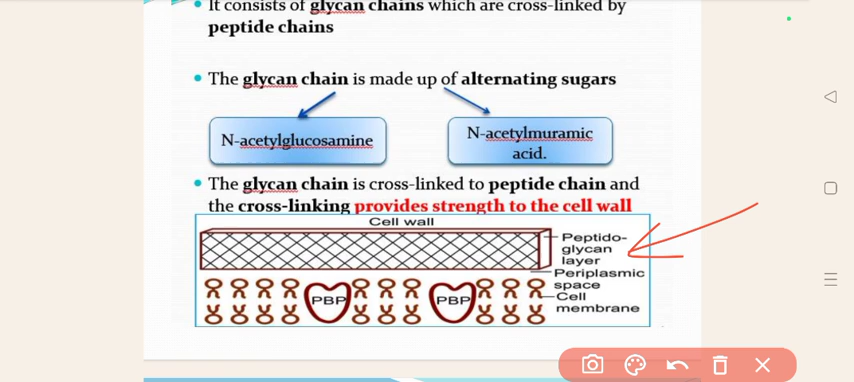 It consists of glycan chains which are cross-linked by
peptide chains
The glycan chain is made up of alternating sugars
N-acetylglucosamine
N-acetylmuramic
acid.
The glycan chain is cross-linked to peptide chain and
the cross-linking provides strength to the cell wall
Cell wall
Peptido-
glycan
layer
Periplasmic
space
Cell
membrane
PBP
PBP